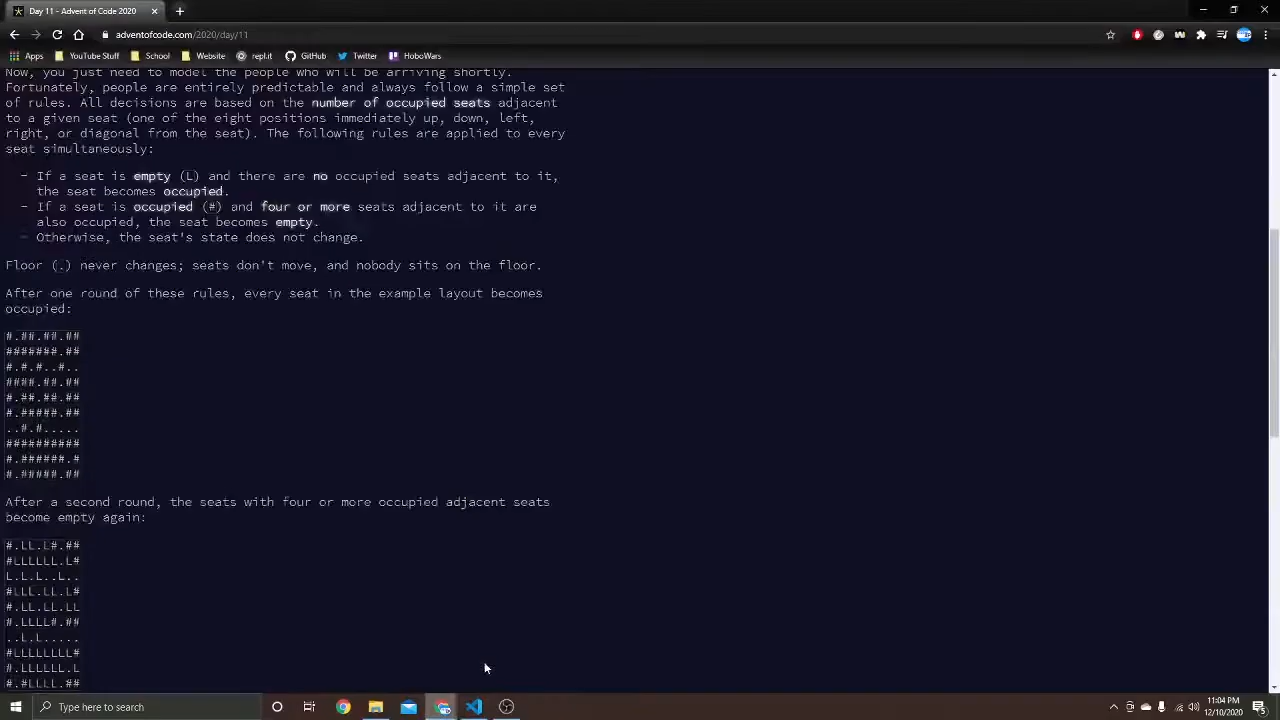 Day 11 - Advent of Code 2020
adventofcode.com/2020/day/11
Apps YouTube Stuff School Website repl.it GitHub Twitter HoboWars
Now, you just need to model the people who will be arriving shortly.
Fortunately, people are entirely predictable and always follow a simple set
of rules. All decisions are based on the number of occupied seats adjacent
to a given seat (one of the eight positions immediately up, down, left,
right, or diagonal from the seat). The following rules are applied to every
seat simultaneously:
- If a seat is empty (L) and there are no occupied seats adjacent to it,
the seat becomes occupied.
- If a seat is occupied (#) and four or more seats adjacent to it are
also occupied, the seat becomes empty.
- Otherwise, the seat's state does not change.
Floor (.) never changes; seats don't move, and nobody sits on the floor.
After one round of these rules, every seat in the example layout becomes
occupied:
#.##.##.##
#######.##
#.#.#..#..
####.##.##
#.##.##.##
#.#####.##
..#.#.....
##########
#.######.#
#.#####.##
After a second round, the seats with four or more occupied adjacent seats
become empty again:
#.LL.L#.##
#LLLLLL.L#
L.L.L..L..
#LLL.LL.L#
#.LL.LL.LL
#.LLLL#.##
..L.L.....
#LLLLLLLL#
#.LLLLLL.L
#.#LLLL.##
Type here to search
11:04 PM
12/10/2020